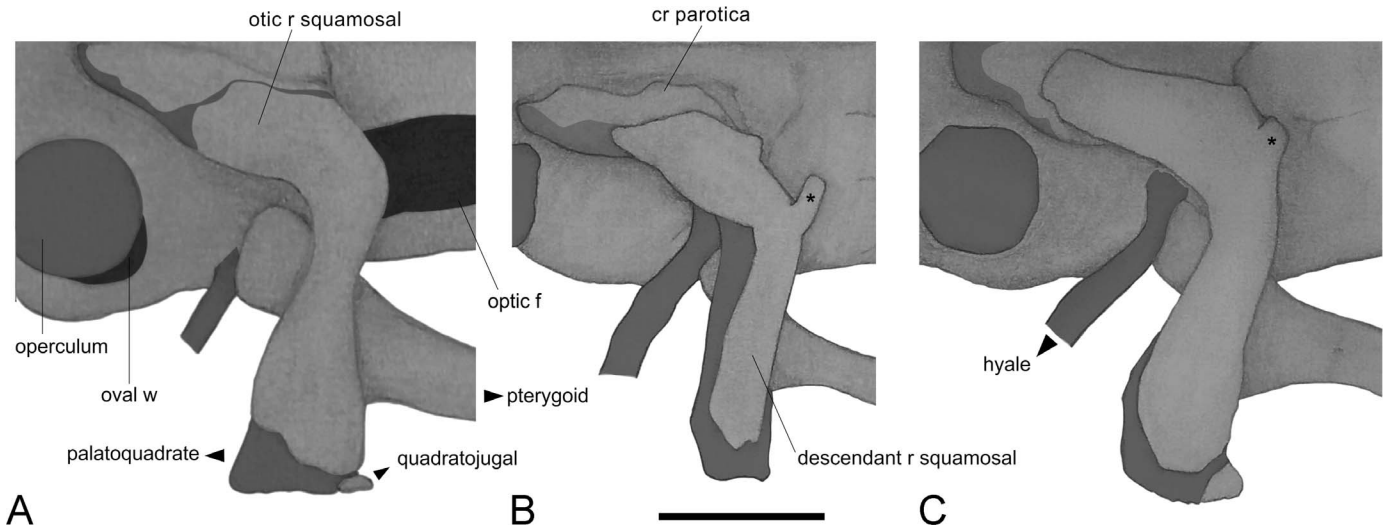 otic r squamosal
cr parotica
*
*
optic f
operculum
oval w
hyale
pterygoid
palatoquadrate
quadratojugal
descendant r squamosal
A
B
C